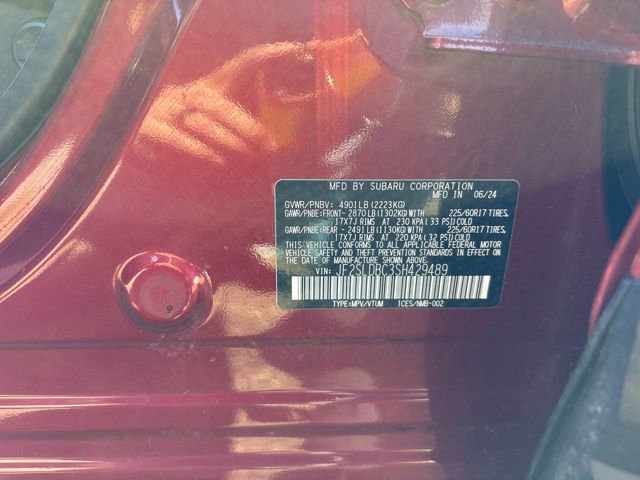 MFD BY SUBARU CORPORATION
MFD IN 06/24
GVWR/PNBV: 4901LB(2223KG)
GAWR/PNBE:FRONT- 2870LB(1302KG)WITH 225/60R17 TIRES,
17X7J RIMS AT 230 KPA(33 PSI)COLD
GAWR/PNBE:REAR - 2491LB(1130KG)WITH 225/60R17 TIRES,
17X7J RIMS AT 220 KPA(32 PSI)COLD
THIS VEHICLE CONFORMS TO ALL APPLICABLE FEDERAL MOTOR
VEHICLE SAFETY,BUMPER,AND THEFT PREVENTION STANDARDS IN EFFECT
ON THE DATE OF MANUFACTURE SHOWN ABOVE.
VIN: JF2SLDBC3SH429489
TYPE:MPV/VTUM ICES/NMB-002